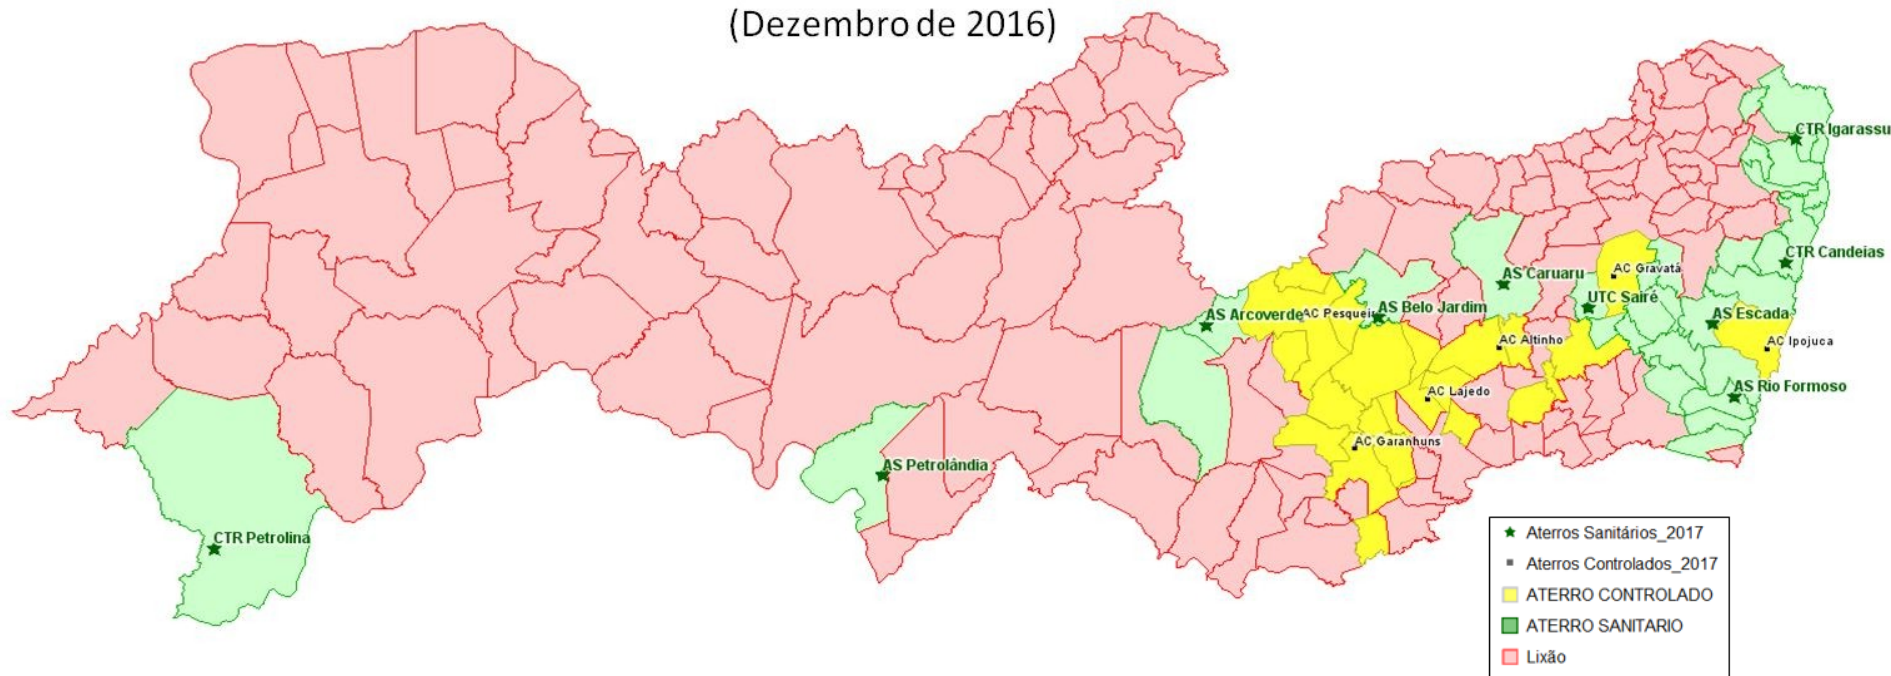 (Dezembro de 2016)
CTR Igarassu
CTR Candeias
AC Gravatá
AS Caruaru
UTC Sairé
AS Belo Jardim
AS Arcoverde
AC Pesqueir
AS Escada
AC Altinho
AC Ipojuca
AS Rio Formoso
AC Lajedo
AC Garanhuns
AS Petrolândia
CTR Petrolina
Aterros Sanitários_2017
Aterros Controlados_2017
ATERRO CONTROLADO
ATERRO SANITARIO
Lixão